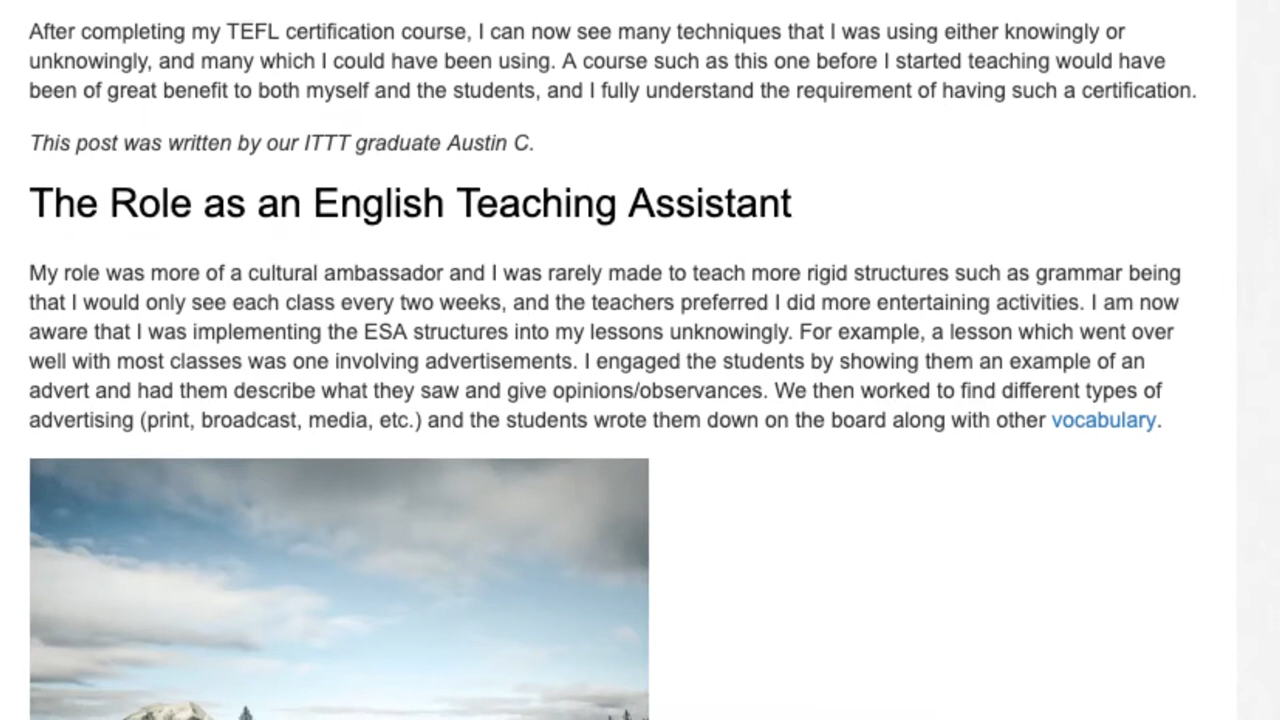 After completing my TEFL certification course, I can now see many techniques that I was using either knowingly or
unknowingly, and many which I could have been using. A course such as this one before I started teaching would have
been of great benefit to both myself and the students, and I fully understand the requirement of having such a certification.
This post was written by our ITTT graduate Austin C.
The Role as an English Teaching Assistant
My role was more of a cultural ambassador and I was rarely made to teach more rigid structures such as grammar being
that I would only see each class every two weeks, and the teachers preferred I did more entertaining activities. I am now
aware that I was implementing the ESA structures into my lessons unknowingly. For example, a lesson which went over
well with most classes was one involving advertisements. I engaged the students by showing them an example of an
advert and had them describe what they saw and give opinions/observances. We then worked to find different types of
advertising (print, broadcast, media, etc.) and the students wrote them down on the board along with other vocabulary.